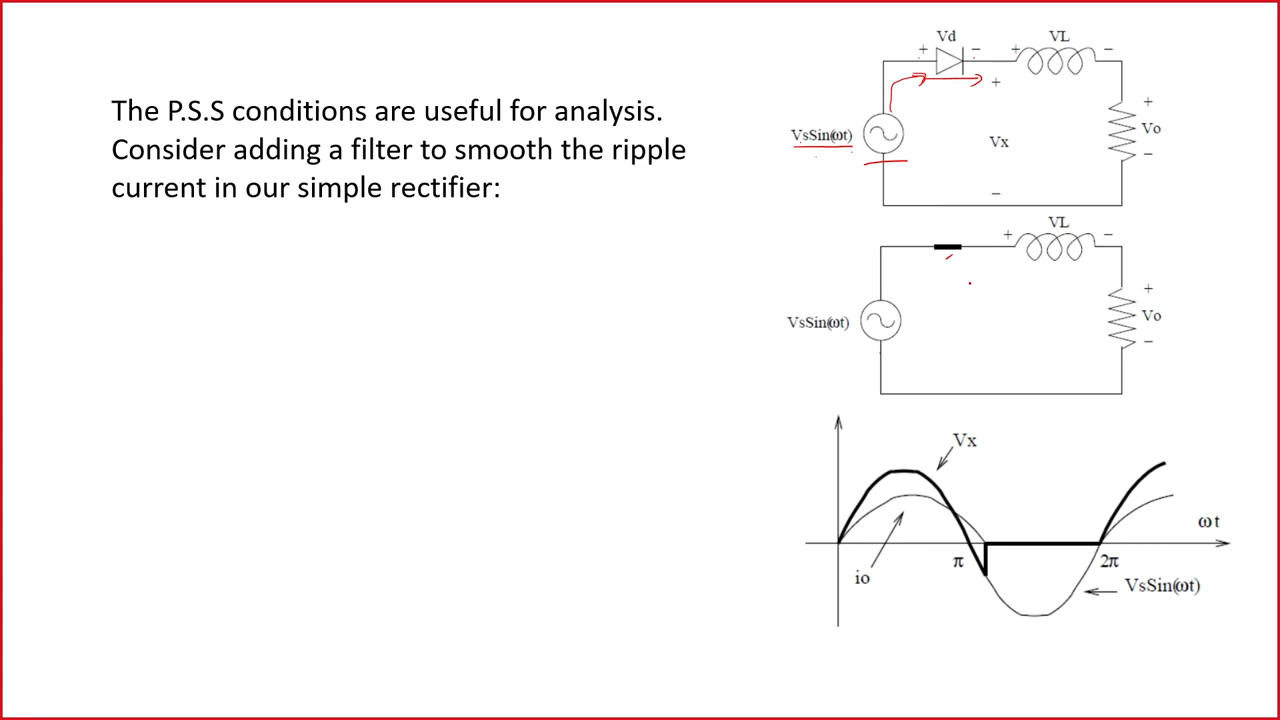 The P.S.S conditions are useful for analysis.
Consider adding a filter to smooth the ripple
current in our simple rectifier:
Vd
VL
+ − + −
+
+
VsSin(ωt)
Vx
Vo
−
−
VL
+ −
+
VsSin(ωt)
Vo
−
Vx
ωt
π
2π
io
VsSin(ωt)